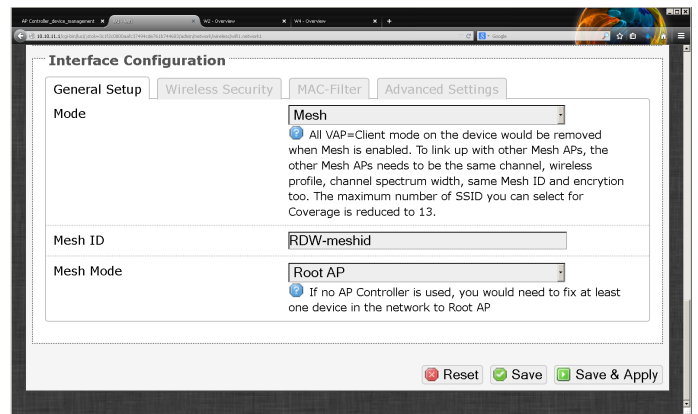 AP Controller_device_management
W2 - Overview
W4 - Overview
Google
Interface Configuration
General Setup
Wireless Security
MAC-Filter
Advanced Settings
Mode
Mesh
All VAP=Client mode on the device would be removed
when Mesh is enabled. To link up with other Mesh APs, the
other Mesh APs needs to be the same channel, wireless
profile, channel spectrum width, same Mesh ID and encrytion
too. The maximum number of SSID you can select for
Coverage is reduced to 13.
Mesh ID
RDW-meshid
Mesh Mode
Root AP
If no AP Controller is used, you would need to fix at least
one device in the network to Root AP
Reset
Save
Save & Apply